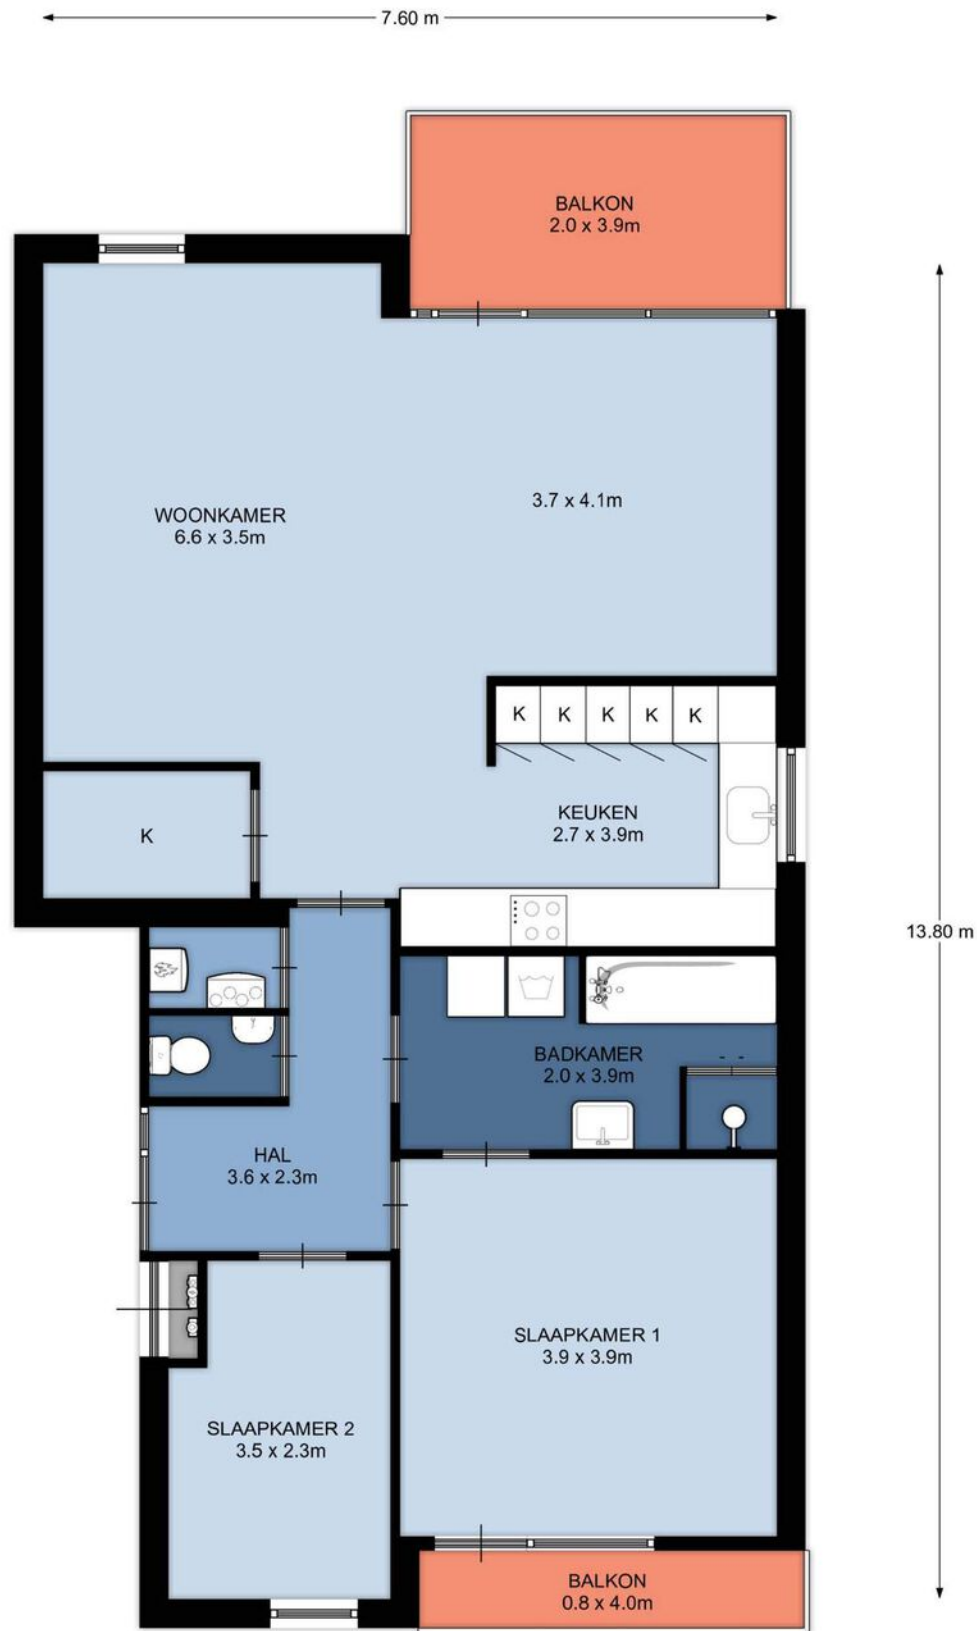 7.60 m
BALKON
2.0 x 3.9m
WOONKAMER
6.6 x 3.5m
3.7 x 4.1m
K K K K K
KEUKEN
2.7 x 3.9m
K
13.80 m
BADKAMER
2.0 x 3.9m
HAL
3.6 x 2.3m
SLAAPKAMER 1
3.9 x 3.9m
SLAAPKAMER 2
3.5 x 2.3m
BALKON
0.8 x 4.0m